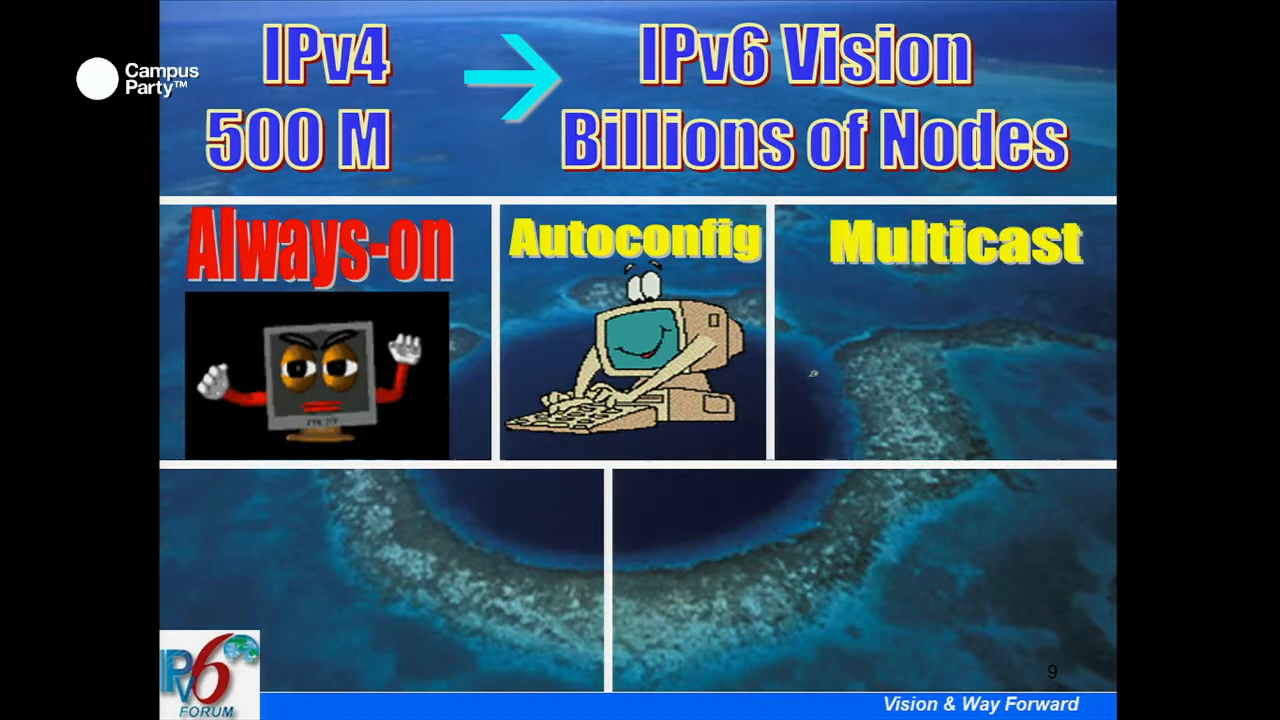 Campus
Party™
IPv4
500 M
IPv6 Vision
Billions of Nodes
Always-on
Autoconfig
Multicast
IPv6
FORUM
9
Vision & Way Forward